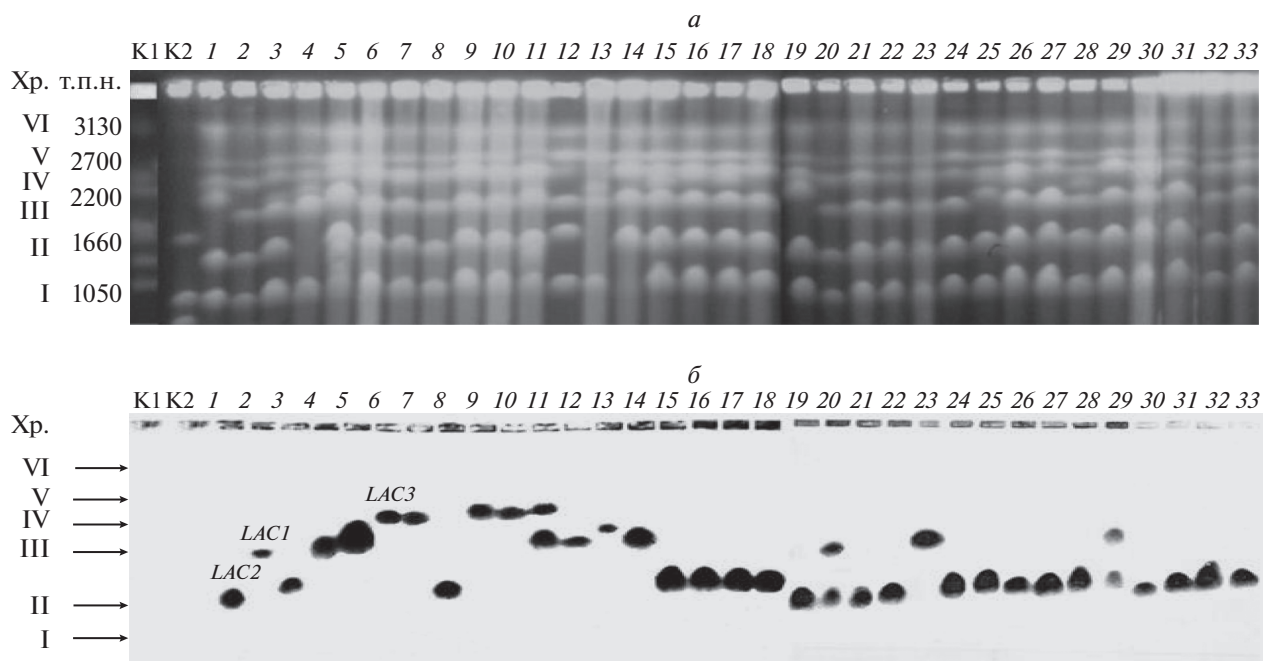 а
К1 К2 1 2 3 4 5 6 7 8 9 10 11 12 13 14 15 16 17 18 19 20 21 22 23 24 25 26 27 28 29 30 31 32 33
Хр. т.п.н.
VI 3130
V 2700
IV 2200
III
II 1660
I 1050
б
К1 К2 1 2 3 4 5 6 7 8 9 10 11 12 13 14 15 16 17 18 19 20 21 22 23 24 25 26 27 28 29 30 31 32 33
Хр.
VI
V LAC3
IV
III LAC1
LAC2
II
I